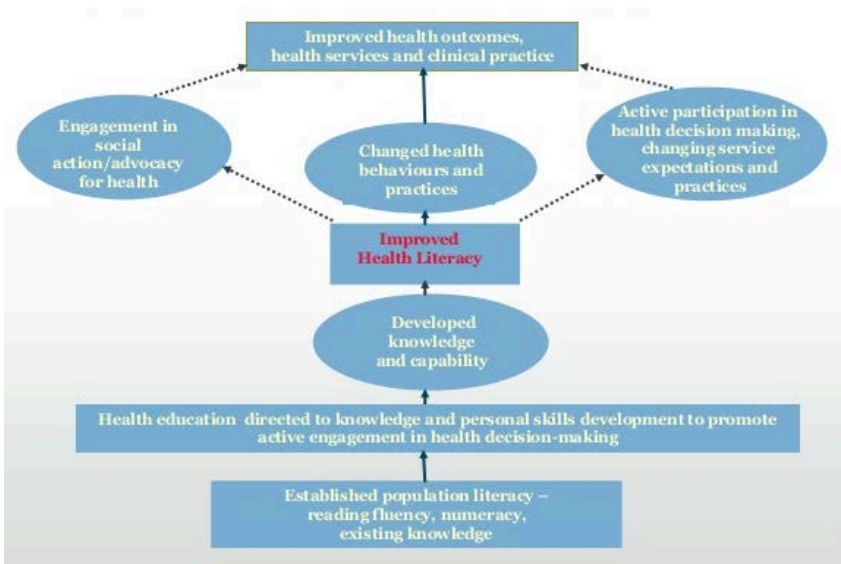 Improved health outcomes,
health services and clinical practice
Engagement in
social
action/advocacy
for health
Changed health
behaviours and
practices
Active participation in
health decision making,
changing service
expectations and
practices
Improved
Health Literacy
Developed
knowledge
and capability
Health education directed to knowledge and personal skills development to promote
active engagement in health decision-making
Established population literacy –
reading fluency, numeracy,
existing knowledge